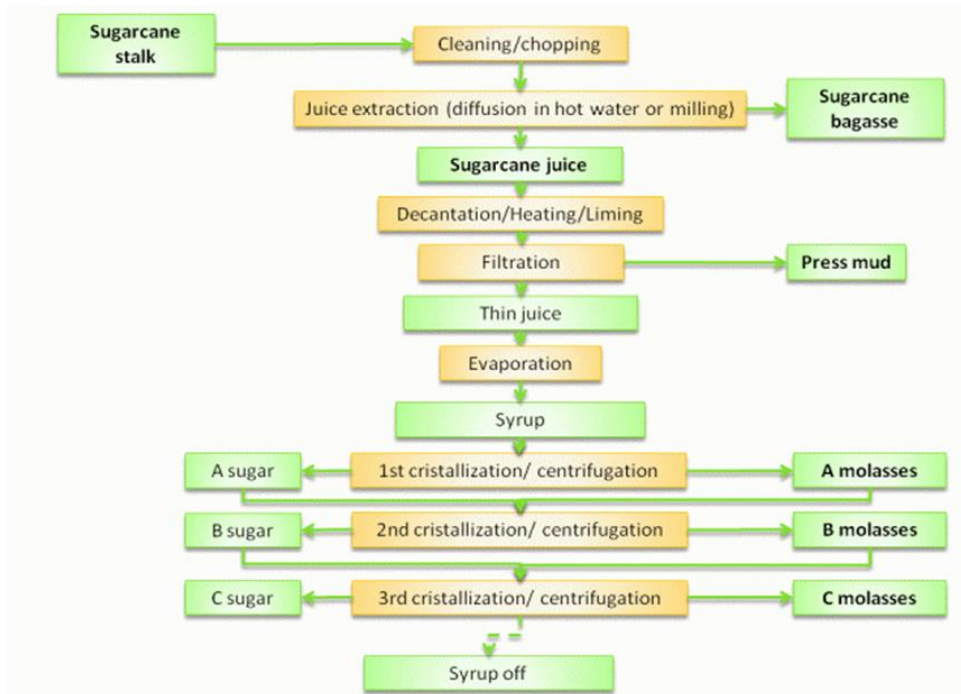 Sugarcane
stalk
Cleaning/chopping
Juice extraction (diffusion in hot water or milling)
Sugarcane
bagasse
Sugarcane juice
Decantation/Heating/Liming
Filtration
Press mud
Thin juice
Evaporation
Syrup
A sugar
1st cristallization/ centrifugation
A molasses
B sugar
2nd cristallization/ centrifugation
B molasses
C sugar
3rd cristallization/ centrifugation
C molasses
Syrup off